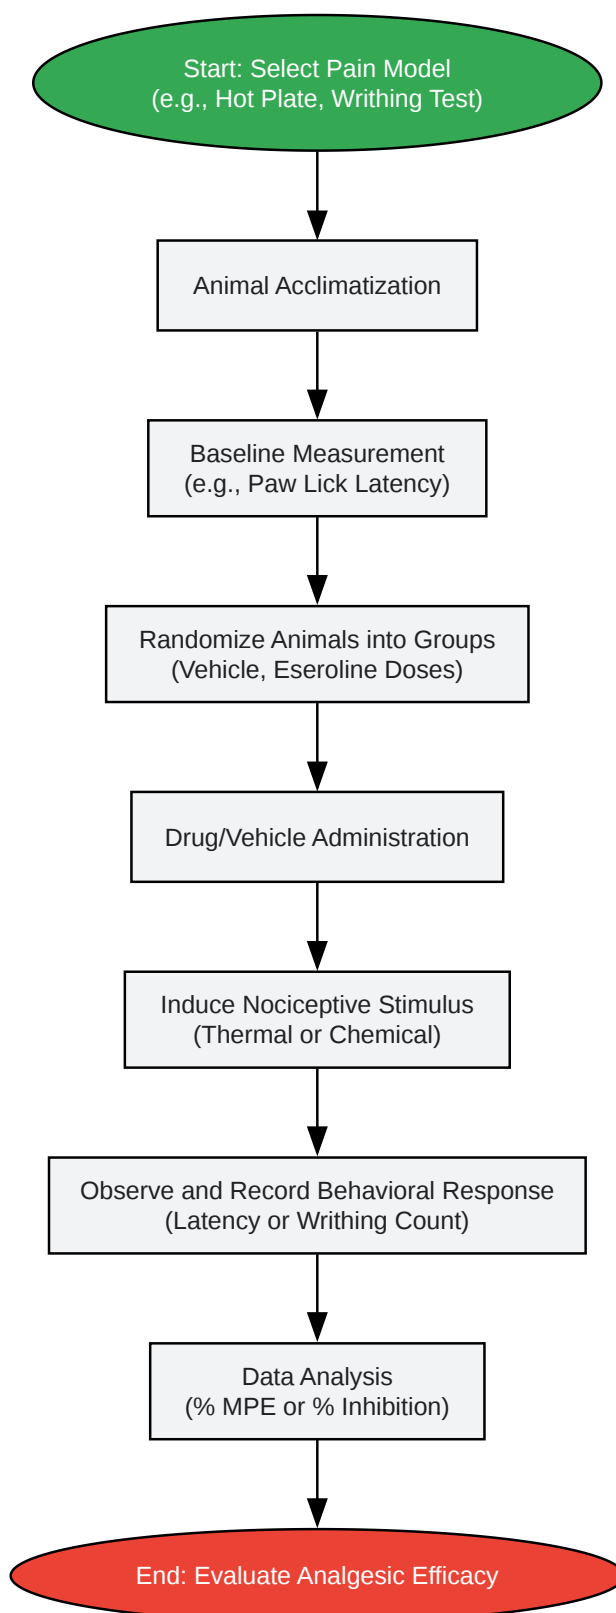 Start: Select Pain Model
(e.g., Hot Plate, Writhing Test)
Animal Acclimatization
Baseline Measurement
(e.g., Paw Lick Latency)
Randomize Animals into Groups
(Vehicle, Eseroline Doses)
Drug/Vehicle Administration
Induce Nociceptive Stimulus
(Thermal or Chemical)
Observe and Record Behavioral Response
(Latency or Writhing Count)
Data Analysis
(% MPE or % Inhibition)
End: Evaluate Analgesic Efficacy